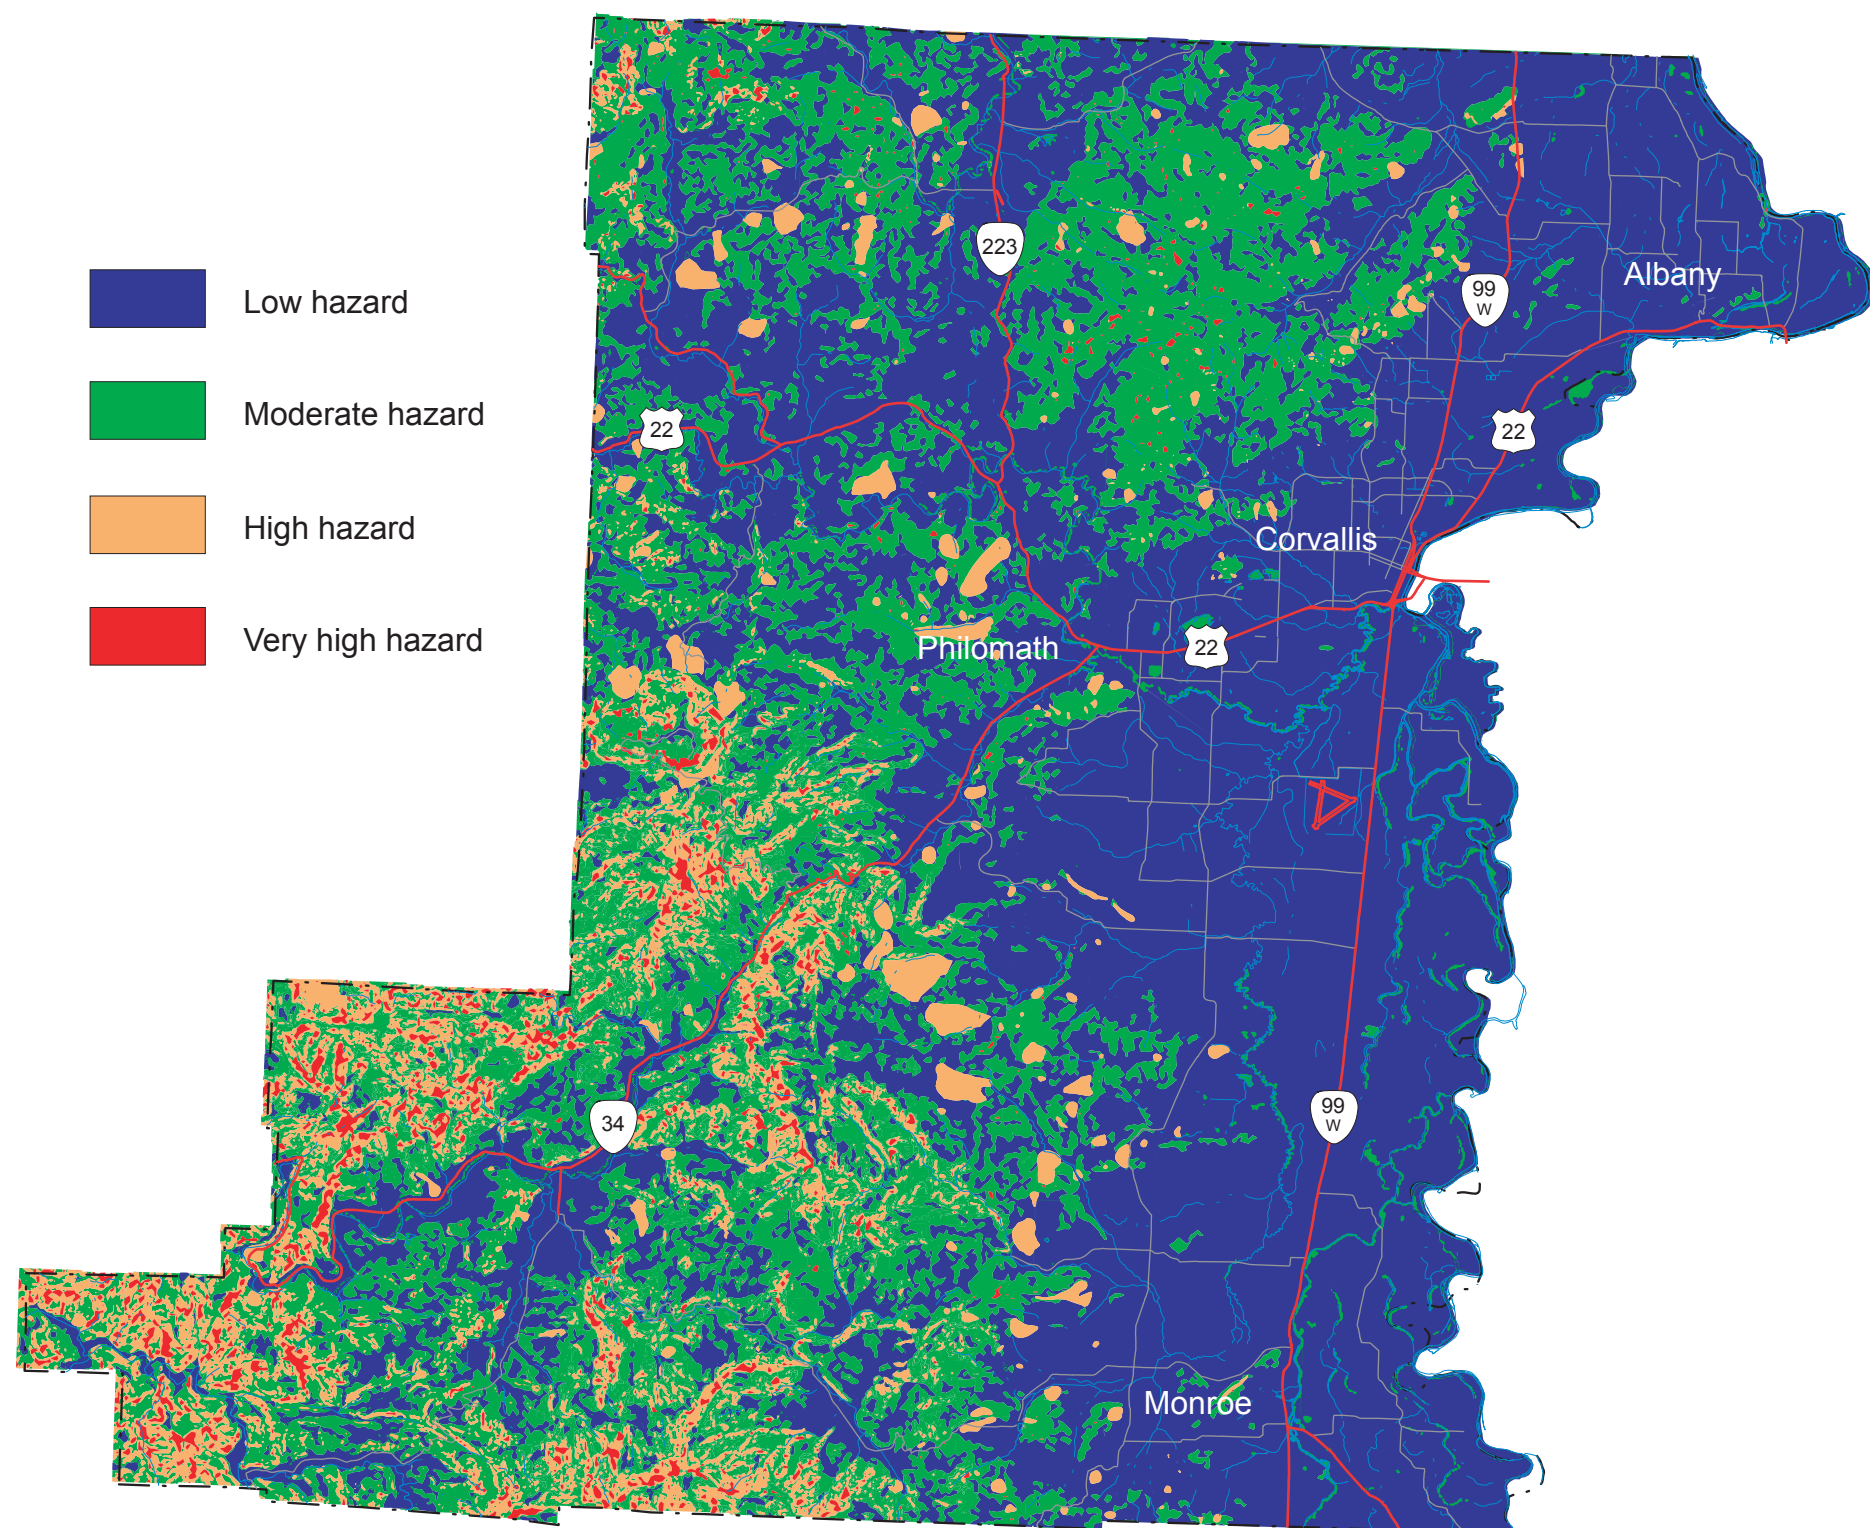 Low hazard
Moderate hazard
High hazard
Very high hazard
223
99
W
Albany
22
22
Corvallis
Philomath
22
34
99
W
Monroe